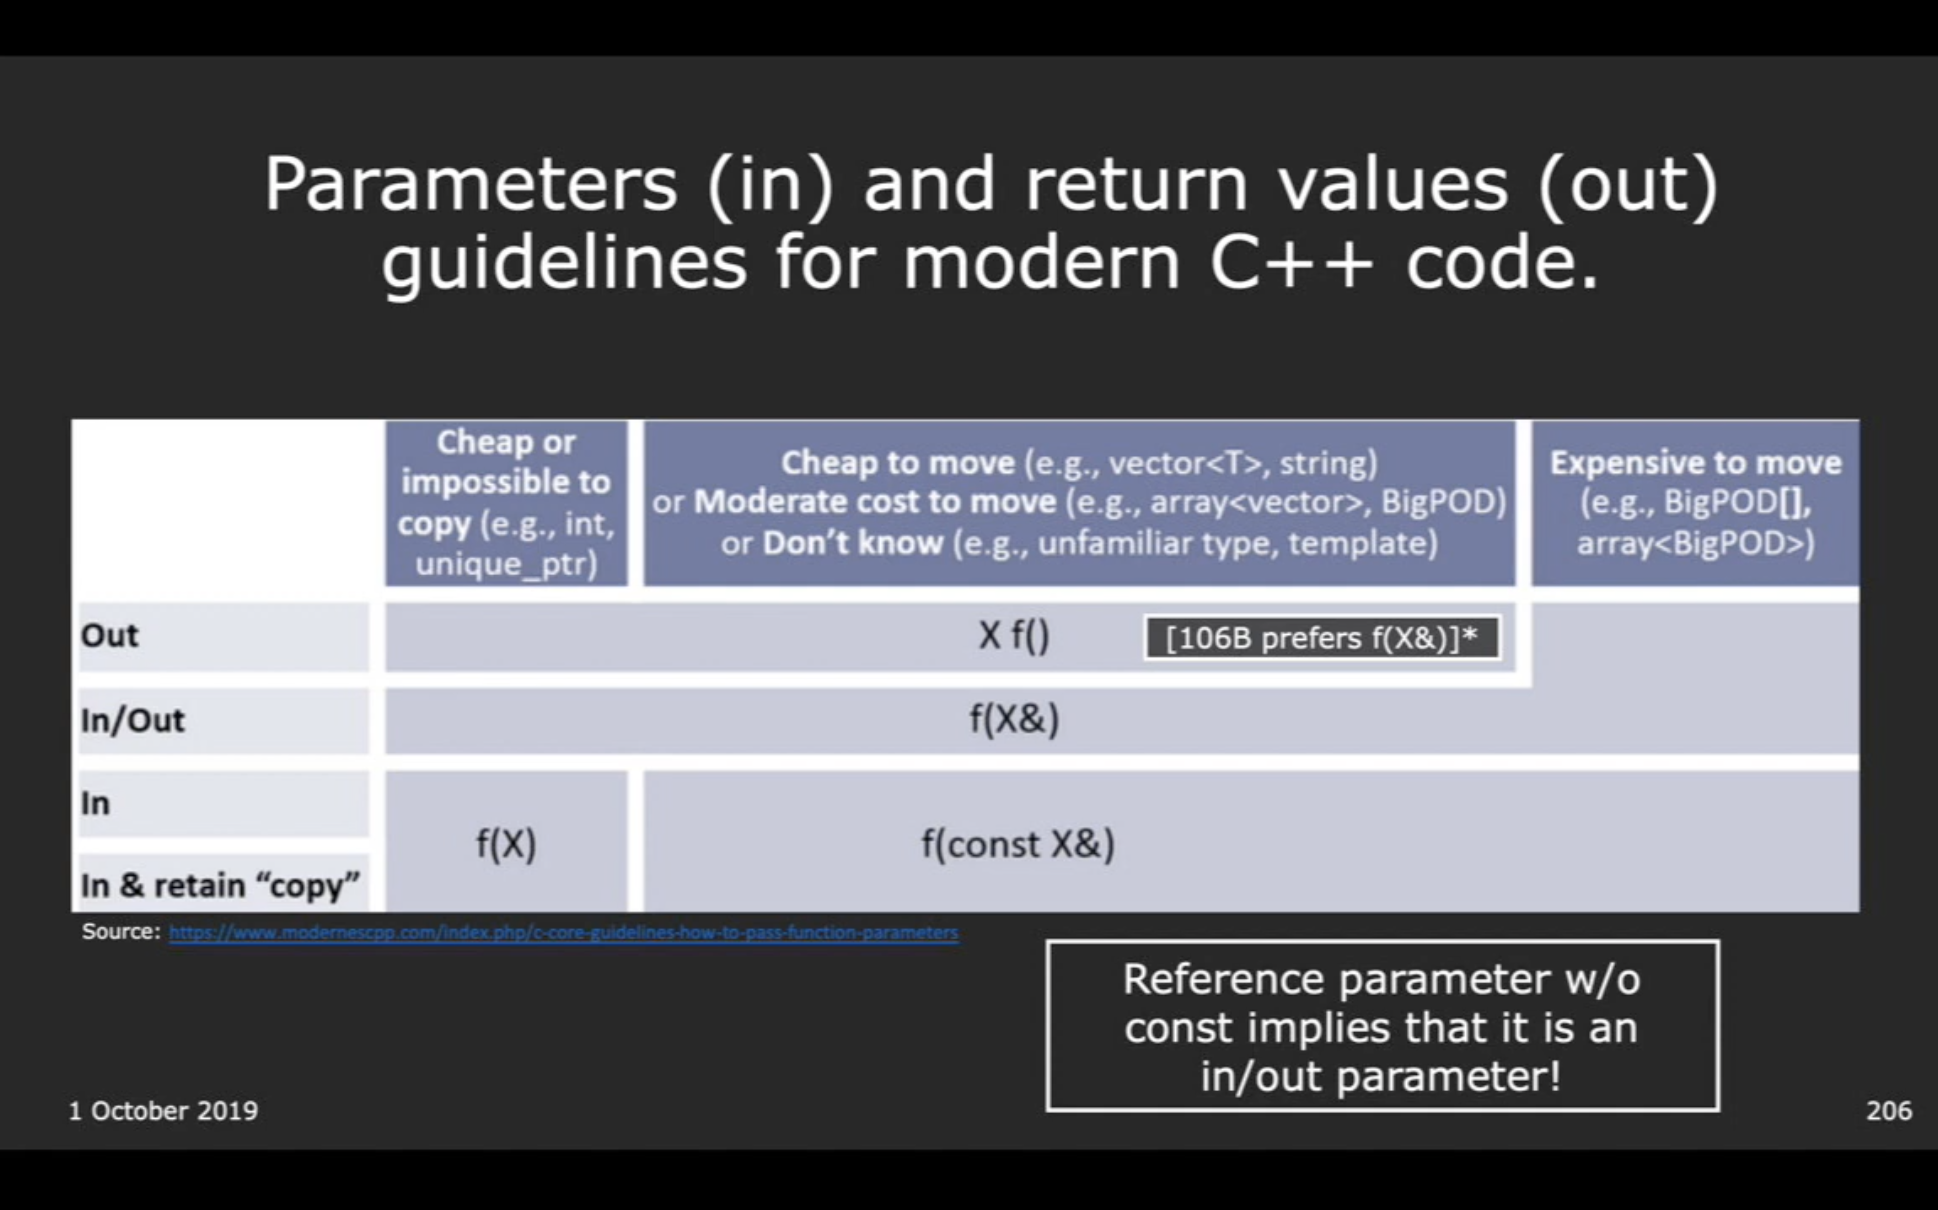 Parameters (in) and return values (out)
guidelines for modern C++ code.
Cheap or
impossible to
copy (e.g., int,
unique_ptr)
Cheap to move (e.g., vector<T>, string)
or Moderate cost to move (e.g., array<vector>, BigPOD)
or Don't know (e.g., unfamiliar type, template)
Expensive to move
(e.g., BigPOD[],
array<BigPOD>)
Out
X f()
[106B prefers f(X&)]*
In/Out
f(X&)
In
f(X)
f(const X&)
In & retain “copy”
Source: https://www.modernescpp.com/index.php/c-core-guidelines-how-to-pass-function-parameters
Reference parameter w/o
const implies that it is an
in/out parameter!
1 October 2019
206